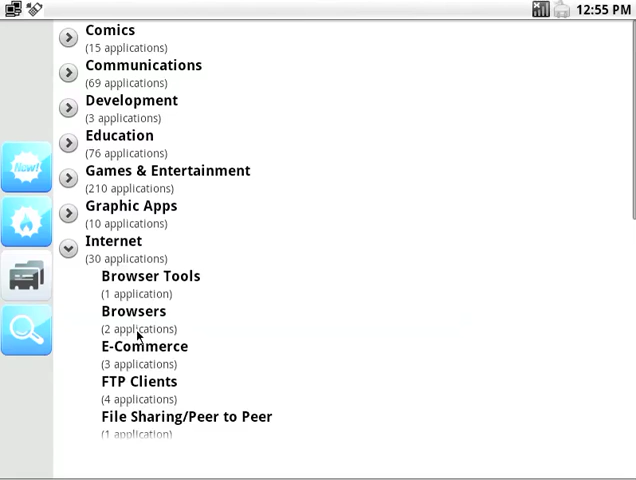 12:55 PM
Comics
(15 applications)
Communications
(69 applications)
Development
(3 applications)
Education
(76 applications)
New!
Games & Entertainment
(210 applications)
Graphic Apps
(10 applications)
Internet
(30 applications)
Browser Tools
(1 application)
Browsers
(2 applications)
E-Commerce
(3 applications)
FTP Clients
(4 applications)
File Sharing/Peer to Peer
(1 application)